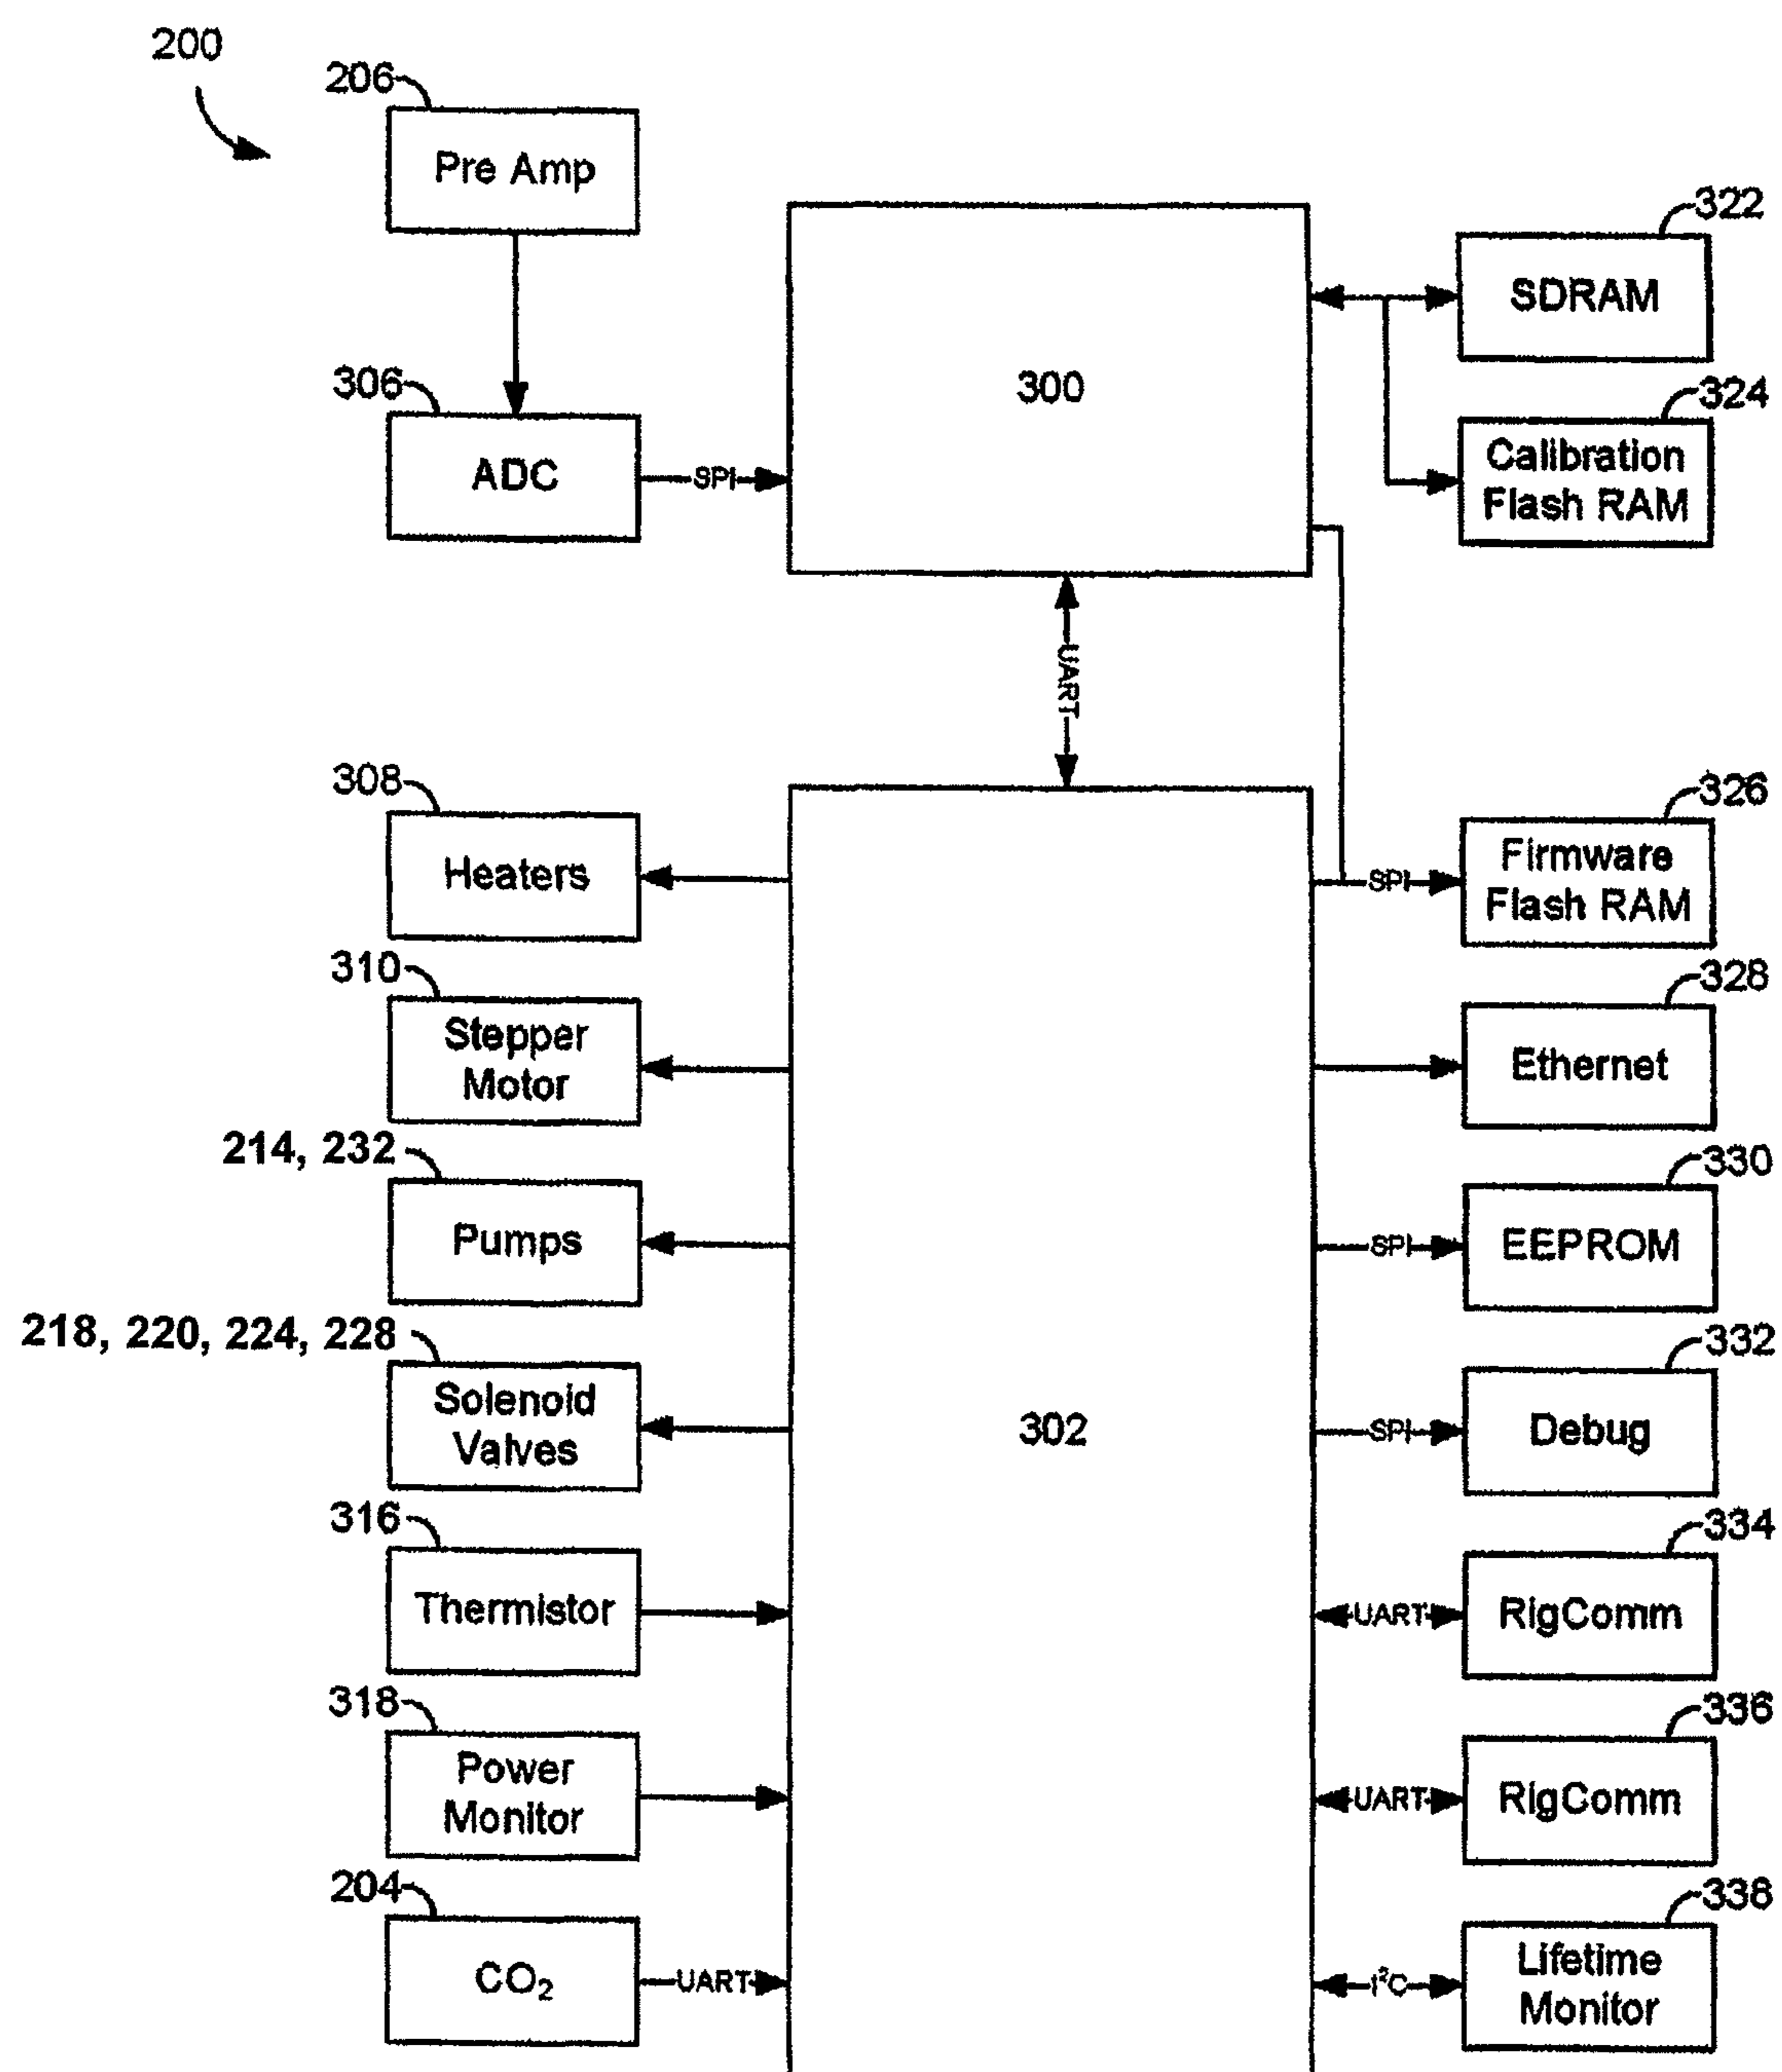 200
206
Pre Amp
322
SDRAM
300
306
ADC
SPI
324
Calibration
Flash RAM
UART
308
Heaters
326
Firmware
Flash RAM
SPI
310
Stepper
Motor
328
Ethernet
214, 232
Pumps
330
EEPROM
SPI
218, 220, 224, 228
Solenoid
Valves
302
332
Debug
SPI
316
Thermistor
334
RigComm
UART
318
Power
Monitor
336
RigComm
UART
204
CO₂
UART
338
Lifetime
Monitor
I²C